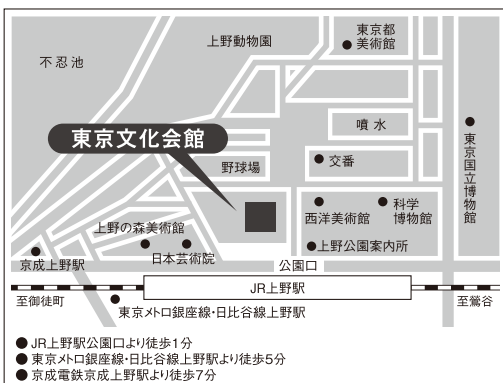 東京都
美術館
上野動物園
不忍池
噴水
東京文化会館
野球場
交番
東京国立博物館
西洋美術館
科学
博物館
上野の森美術館
日本芸術院
上野公園案内所
京成上野駅
公園口
JR上野駅
至御徒町
至鶯谷
東京メトロ銀座線・日比谷線上野駅
●JR上野駅公園口より徒歩1分
●東京メトロ銀座線・日比谷線上野駅より徒歩5分
●京成電鉄京成上野駅より徒歩7分